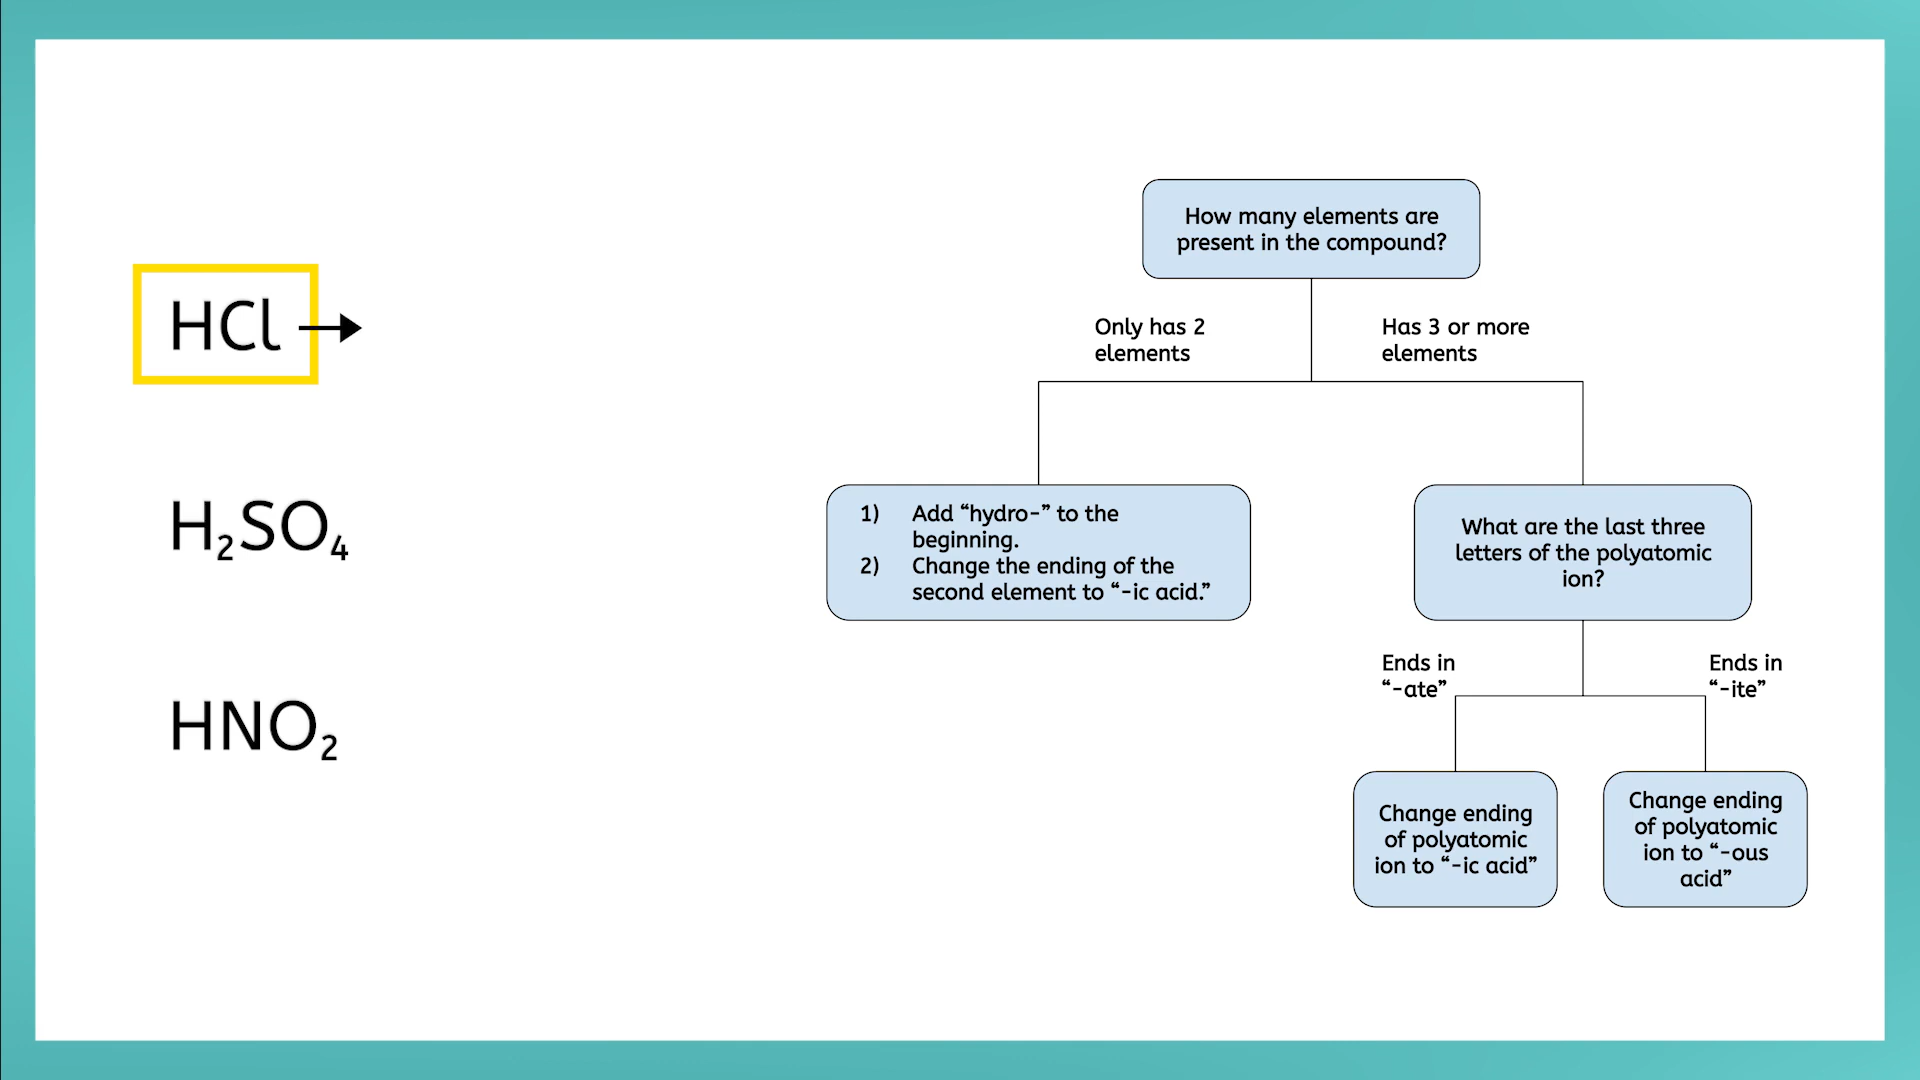 HCl
H₂SO₄
HNO₂
How many elements are
present in the compound?
Only has 2
elements
Has 3 or more
elements
1) Add “hydro-” to the
beginning.
2) Change the ending of the
second element to “-ic acid.”
What are the last three
letters of the polyatomic
ion?
Ends in
“-ate”
Ends in
“-ite”
Change ending
of polyatomic
ion to “-ic acid”
Change ending
of polyatomic
ion to “-ous
acid”